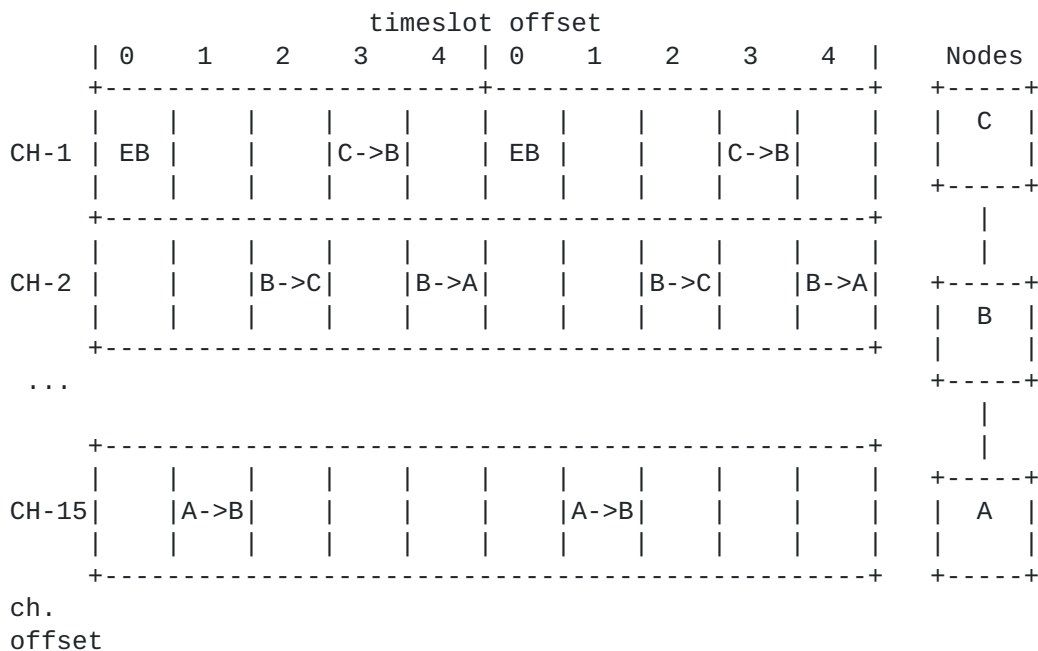 timeslot offset
     | 0    1    2    3    4  | 0    1    2    3    4  |    Nodes
     +------------------------+------------------------+   +-----+
     |    |    |    |    |    |    |    |    |    |    |   |  C  |
CH-1 | EB |    |    |C->B|    | EB |    |    |C->B|    |   |     |
     |    |    |    |    |    |    |    |    |    |    |   +-----+
     +-------------------------------------------------+      |
     |    |    |    |    |    |    |    |    |    |    |      |
CH-2 |    |    |B->C|    |B->A|    |    |B->C|    |B->A|   +-----+
     |    |    |    |    |    |    |    |    |    |    |   |  B  |
     +-------------------------------------------------+   |     |
 ...                                                       +-----+
                                                              |
     +-------------------------------------------------+      |
     |    |    |    |    |    |    |    |    |    |    |   +-----+
CH-15|    |A->B|    |    |    |    |A->B|    |    |    |   |  A  |
     |    |    |    |    |    |    |    |    |    |    |   |     |
     +-------------------------------------------------+   +-----+
ch.
offset